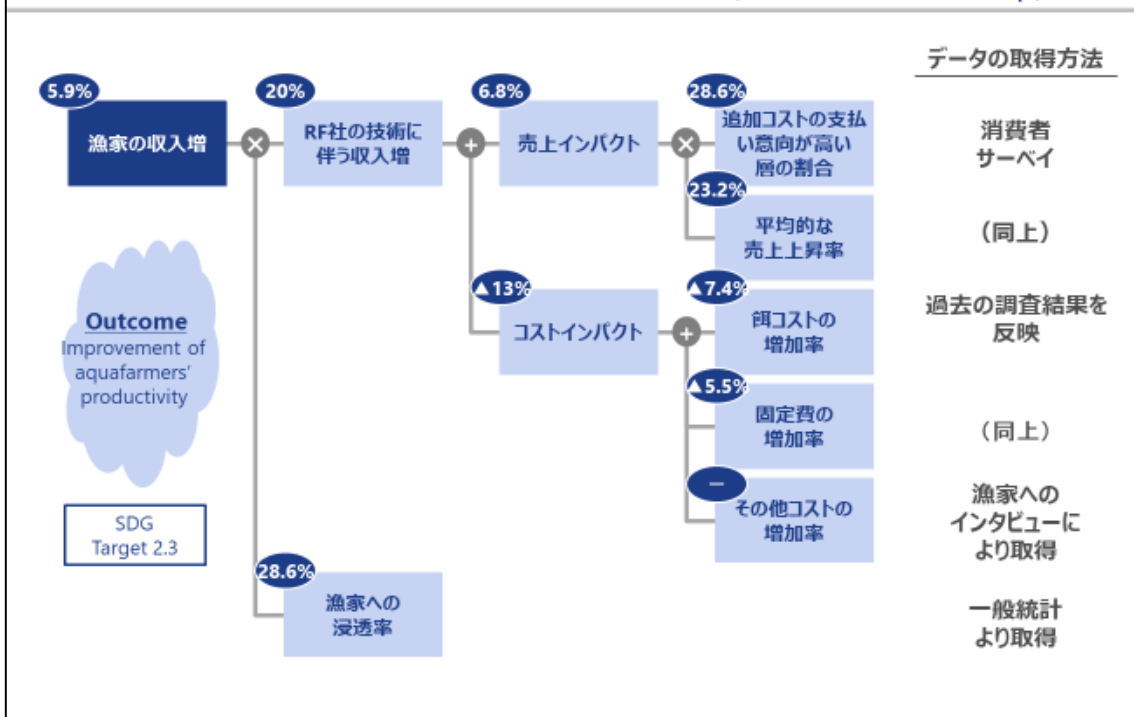 データの取得方法
5.9%
漁家の収入増
×
20%
RF社の技術に
伴う収入増
+
6.8%
売上インパクト
×
28.6%
追加コストの支払
い意向が高い
層の割合
消費者
サーベイ
23.2%
平均的な
売上上昇率
（同上）
▲13%
コストインパクト
+
▲7.4%
餌コストの
増加率
過去の調査結果を
反映
▲5.5%
固定費の
増加率
（同上）
－
その他コストの
増加率
漁家への
インタビューに
より取得
28.6%
漁家への
浸透率
一般統計
より取得
Outcome
Improvement of
aquafarmers'
productivity
SDG
Target 2.3